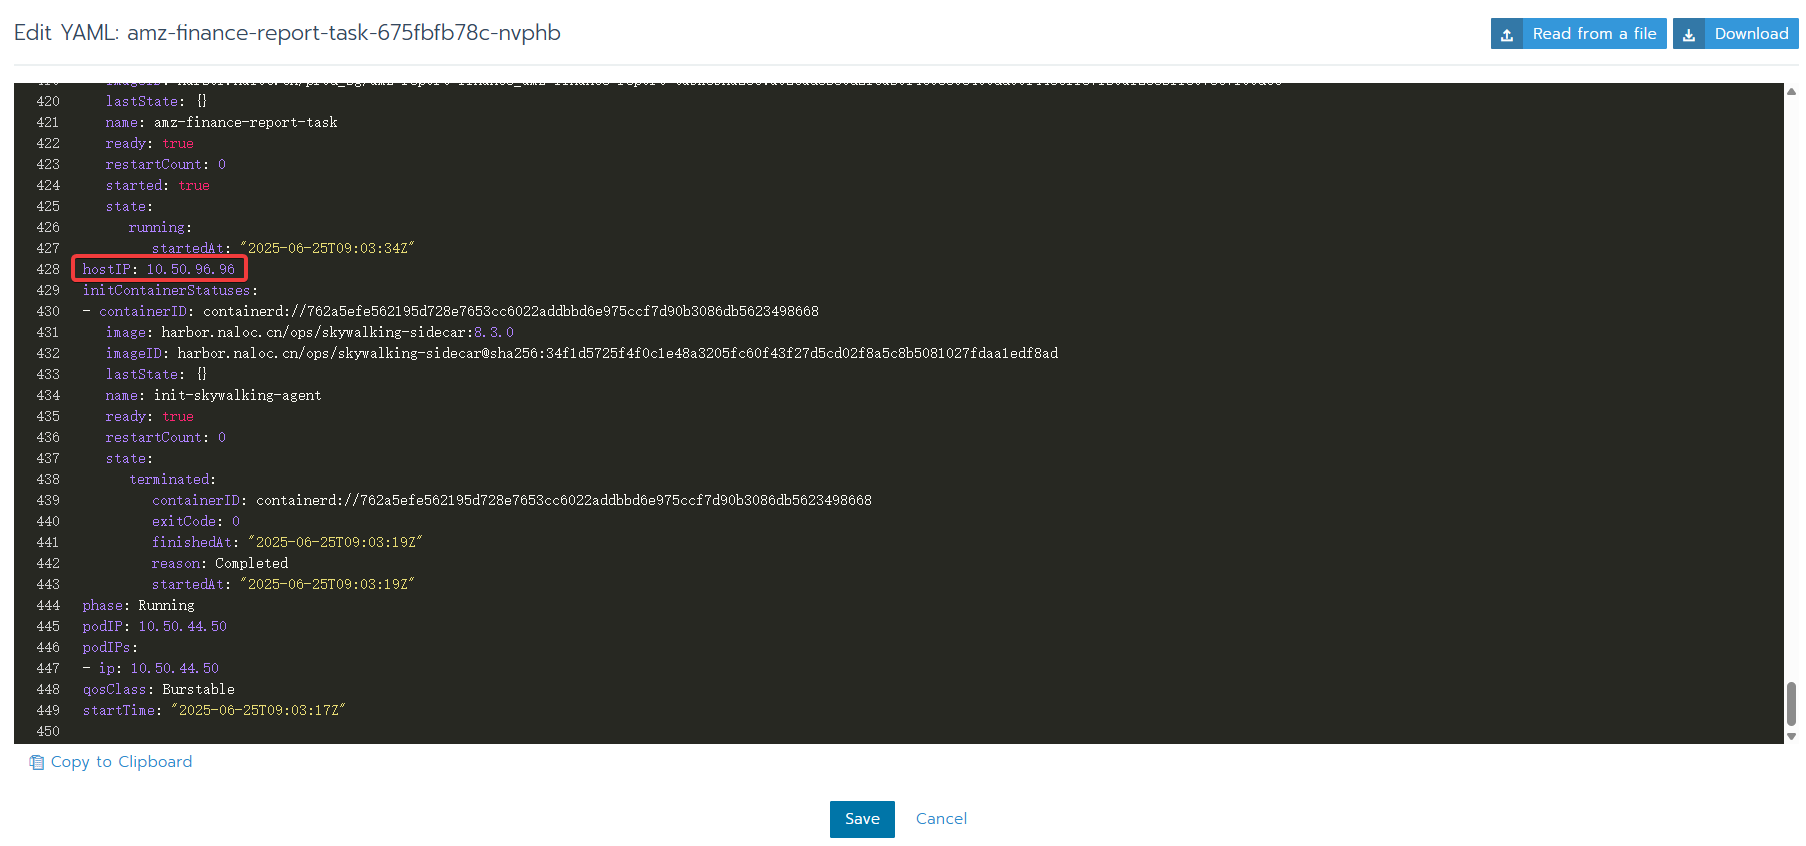 Edit YAML: amz-finance-report-task-675fbfb78c-nvphb
Read from a file
Download
420 lastState: {}
421 name: amz-finance-report-task
422 ready: true
423 restartCount: 0
424 started: true
425 state:
426 running:
427 startedAt: "2025-06-25T09:03:34Z"
428 hostIP: 10.50.96.96
429 initContainerStatuses:
430 - containerID: containerd://762a5efe562195d728e7653cc6022addbbd6e975ccf7d90b3086db5623498668
431 image: harbor.naloc.cn/ops/skywalking-sidecar:8.3.0
432 imageID: harbor.naloc.cn/ops/skywalking-sidecar@sha256:34f1d5725f4f0c1e48a3205fc60f43f27d5cd02f8a5c8b5081027fdaa1edf8ad
433 lastState: {}
434 name: init-skywalking-agent
435 ready: true
436 restartCount: 0
437 state:
438 terminated:
439 containerID: containerd://762a5efe562195d728e7653cc6022addbbd6e975ccf7d90b3086db5623498668
440 exitCode: 0
441 finishedAt: "2025-06-25T09:03:19Z"
442 reason: Completed
443 startedAt: "2025-06-25T09:03:19Z"
444 phase: Running
445 podIP: 10.50.44.50
446 podIPs:
447 - ip: 10.50.44.50
448 qosClass: Burstable
449 startTime: "2025-06-25T09:03:17Z"
450
Copy to Clipboard
Save
Cancel